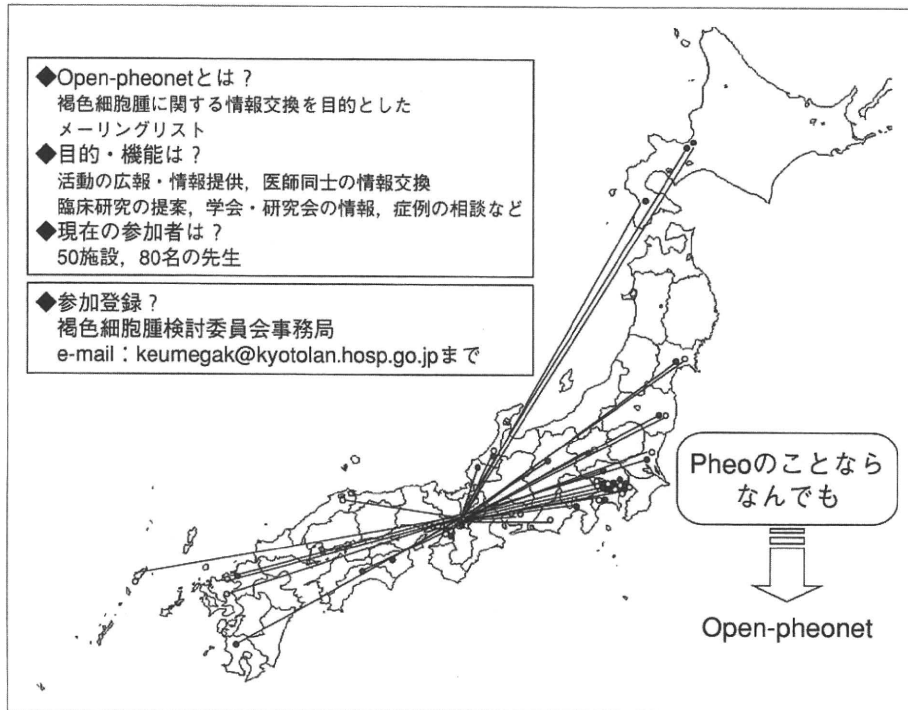 ◆Open-pheonetとは？
褐色細胞腫に関する情報交換を目的とした
メーリングリスト
◆目的・機能は？
活動の広報・情報提供，医師同士の情報交換
臨床研究の提案，学会・研究会の情報，症例の相談など
◆現在の参加者は？
50施設，80名の先生
◆参加登録？
褐色細胞腫検討委員会事務局
e-mail：keumegak@kyotolan.hosp.go.jpまで
Pheoのことなら
なんでも
Open-pheonet